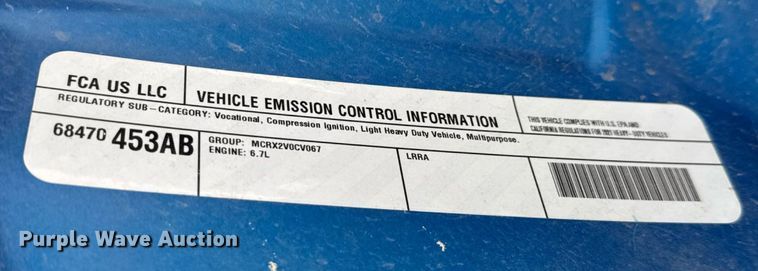 FCA US LLC
VEHICLE EMISSION CONTROL INFORMATION
THIS VEHICLE COMPLIES WITH U.S. EPA AND
CALIFORNIA REGULATIONS FOR 2021 HEAVY-DUTY VEHICLES
REGULATORY SUB-CATEGORY: Vocational, Compression Ignition, Light Heavy Duty Vehicle, Multipurpose.
68470 453AB
GROUP: MCRX2V0CV067
ENGINE: 6.7L
LRRA
Purple Wave Auction